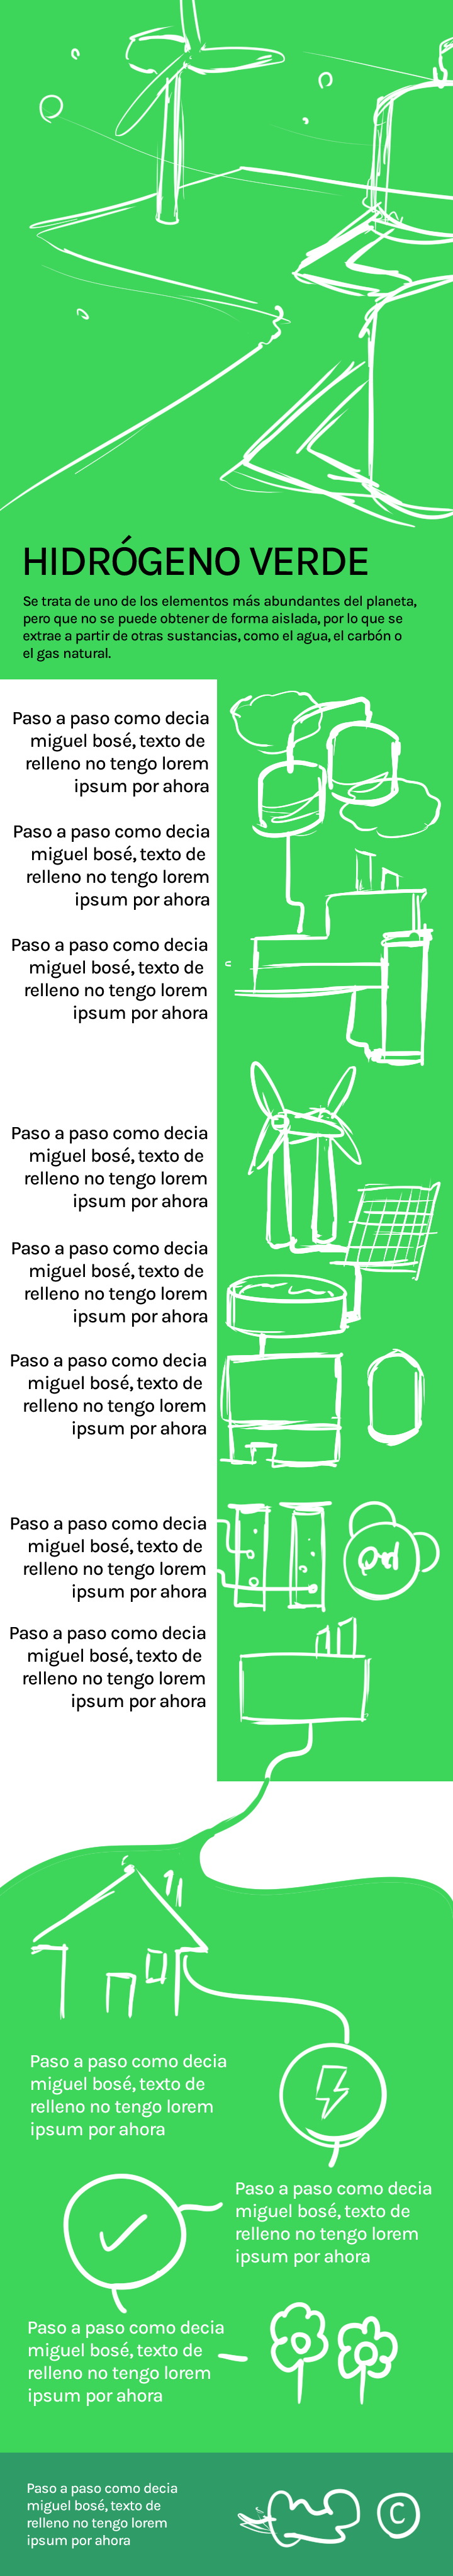 HIDRÓGENO VERDE
Se trata de uno de los elementos más abundantes del planeta,
pero que no se puede obtener de forma aislada, por lo que se
extrae a partir de otras sustancias, como el agua, el carbón o
el gas natural.
Paso a paso como decia
miguel bosé, texto de
relleno no tengo lorem
ipsum por ahora
Paso a paso como decia
miguel bosé, texto de
relleno no tengo lorem
ipsum por ahora
Paso a paso como decia
miguel bosé, texto de
relleno no tengo lorem
ipsum por ahora
Paso a paso como decia
miguel bosé, texto de
relleno no tengo lorem
ipsum por ahora
Paso a paso como decia
miguel bosé, texto de
relleno no tengo lorem
ipsum por ahora
Paso a paso como decia
miguel bosé, texto de
relleno no tengo lorem
ipsum por ahora
Paso a paso como decia
miguel bosé, texto de
relleno no tengo lorem
ipsum por ahora
Paso a paso como decia
miguel bosé, texto de
relleno no tengo lorem
ipsum por ahora
Paso a paso como decia
miguel bosé, texto de
relleno no tengo lorem
ipsum por ahora
Paso a paso como decia
miguel bosé, texto de
relleno no tengo lorem
ipsum por ahora
Paso a paso como decia
miguel bosé, texto de
relleno no tengo lorem
ipsum por ahora
Paso a paso como decia
miguel bosé, texto de
relleno no tengo lorem
ipsum por ahora
©